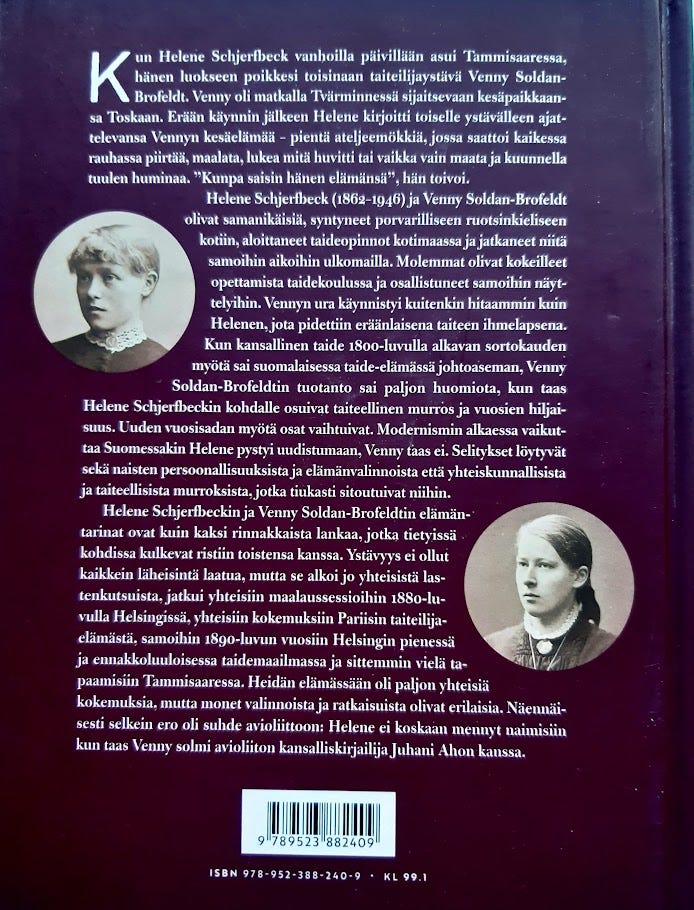 Kun Helene Schjerfbeck vanhoilla päivillään asui Tammisaaressa,
hänen luokseen poikkesi toisinaan taiteilijaystävä Venny Soldan-
Brofeldt. Venny oli matkalla Tvärminnessä sijaitsevaan kesäpaikkaan-
sa Toskaan. Erään käynnin jälkeen Helene kirjoitti toiselle ystävälleen ajat-
televansa Vennyn kesäelämää – pientä ateljeemökkiä, jossa saattoi kaikessa
rauhassa piirtää, maalata, lukea mitä huvitti tai vaikka vain maata ja kuunnella
tuulen huminaa. ”Kunpa saisin hänen elämänsä”, hän toivoi.
Helene Schjerfbeck (1862–1946) ja Venny Soldan-Brofeldt
olivat samanikäisiä, syntyneet porvarilliseen ruotsinkieliseen
kotiin, aloittaneet taideopinnot kotimaassa ja jatkaneet niitä
samoihin aikoihin ulkomailla. Molemmat olivat kokeilleet
opettamista taidekoulussa ja osallistuneet samoihin näyt-
telyihin. Vennyn ura käynnistyi kuitenkin hitaammin kuin
Helenen, jota pidettiin eräänlaisena taiteen ihmelapsena.
Kun kansallinen taide 1800-luvulla alkavan sortokauden
myötä sai suomalaisessa taide-elämässä johtoaseman, Venny
Soldan-Brofeldtin tuotanto sai paljon huomiota, kun taas
Helene Schjerfbeckin kohdalle osuivat taiteellinen murros ja vuosien hiljai-
suus. Uuden vuosisadan myötä osat vaihtuivat. Modernismin alkaessa vaikut-
taa Suomessakin Helene pystyi uudistumaan, Venny taas ei. Selitykset löytyvät
sekä naisten persoonallisuuksista ja elämänvalinnoista että yhteiskunnallisista
ja taiteellisista murroksista, jotka tiukasti sitoutuivat niihin.
Helene Schjerfbeckin ja Venny Soldan-Brofeldtin elämän-
tarinat ovat kuin kaksi rinnakkaista lankaa, jotka tietyissä
kohdissa kulkevat ristiin toistensa kanssa. Ystävyys ei ollut
kaikkein läheisintä laatua, mutta se alkoi jo yhteisistä las-
tenkutsuista, jatkui yhteisiin maalaussessioihin 1880-lu-
vulla Helsingissä, yhteisiin kokemuksiin Pariisin taiteilija-
elämästä, samoihin 1890-luvun vuosiin Helsingin pienessä
ja ennakkoluuloisessa taidemaailmassa ja sittemmin vielä ta-
paamisiin Tammisaaressa. Heidän elämässään oli paljon yhteisiä
kokemuksia, mutta monet valinnoista ja ratkaisuista olivat erilaisia. Näennäi-
sesti selkein ero oli suhde avioliittoon: Helene ei koskaan mennyt naimisiin
kun taas Venny solmi avioliiton kansalliskirjailija Juhani Ahon kanssa.
9 789523 882409
ISBN 978-952-388-240-9 · KL 99.1